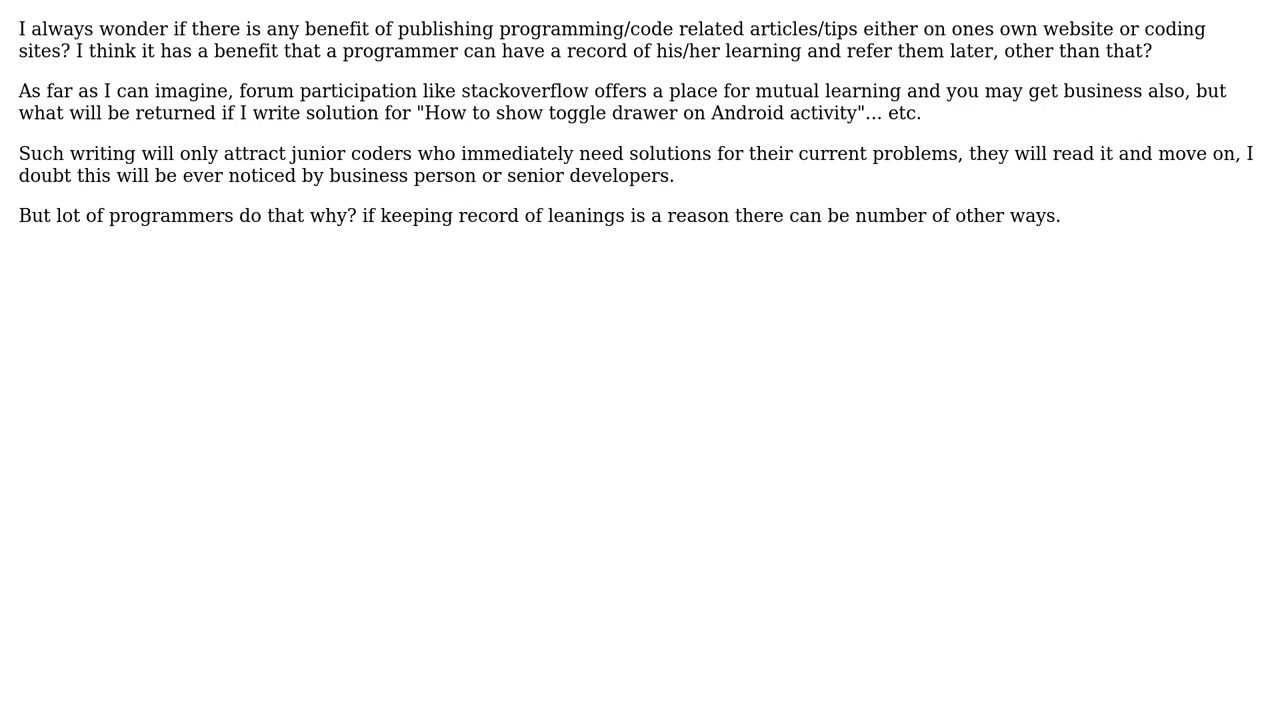 I always wonder if there is any benefit of publishing programming/code related articles/tips either on ones own website or coding
sites? I think it has a benefit that a programmer can have a record of his/her learning and refer them later, other than that?
As far as I can imagine, forum participation like stackoverflow offers a place for mutual learning and you may get business also, but
what will be returned if I write solution for "How to show toggle drawer on Android activity"... etc.
Such writing will only attract junior coders who immediately need solutions for their current problems, they will read it and move on, I
doubt this will be ever noticed by business person or senior developers.
But lot of programmers do that why? if keeping record of leanings is a reason there can be number of other ways.